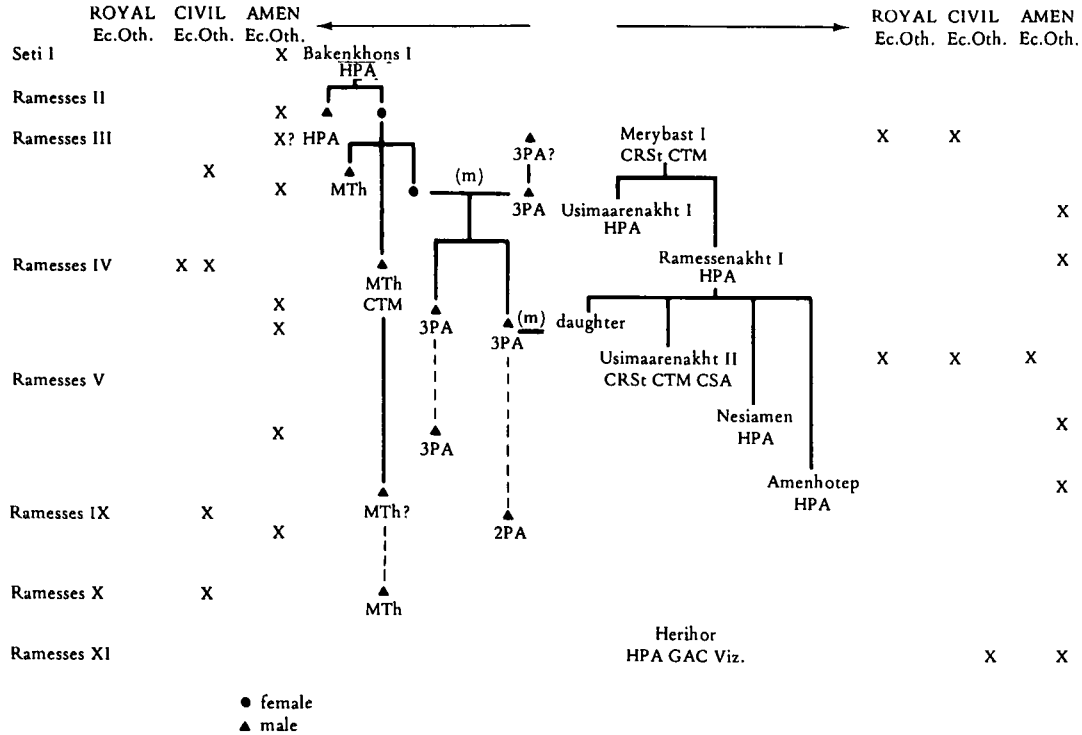 ROYAL CIVIL AMEN ROYAL CIVIL AMEN
Ec.Oth. Ec.Oth. Ec.Oth. Ec.Oth. Ec.Oth. Ec.Oth.
Seti I X Bakenkhons I
HPA
Ramesses II
X
Ramesses III X? HPA Merybast I X X
3PA? CRSt CTM
X (m)
X MTh 3PA Usimaarenakht I X
HPA
Ramesses IV X X Ramessenakht I X
MTh HPA
X CTM
X 3PA 3PA (m) daughter
Usimaarenakht II X X X
Ramesses V CRSt CTM CSA
Nesiamen X
X 3PA HPA
Amenhotep X
Ramesses IX X MTh? HPA
X 2PA
Ramesses X X
MTh
Herihor
Ramesses XI HPA GAC Viz. X X
female
male